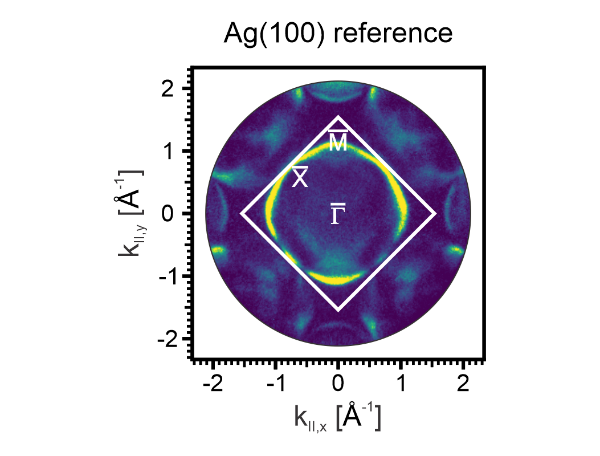 Ag(100) reference
k||,y [Å-1]
2
1
0
-1
-2
M̅
X̅
Γ̅
-2 -1 0 1 2
k||,x [Å-1]